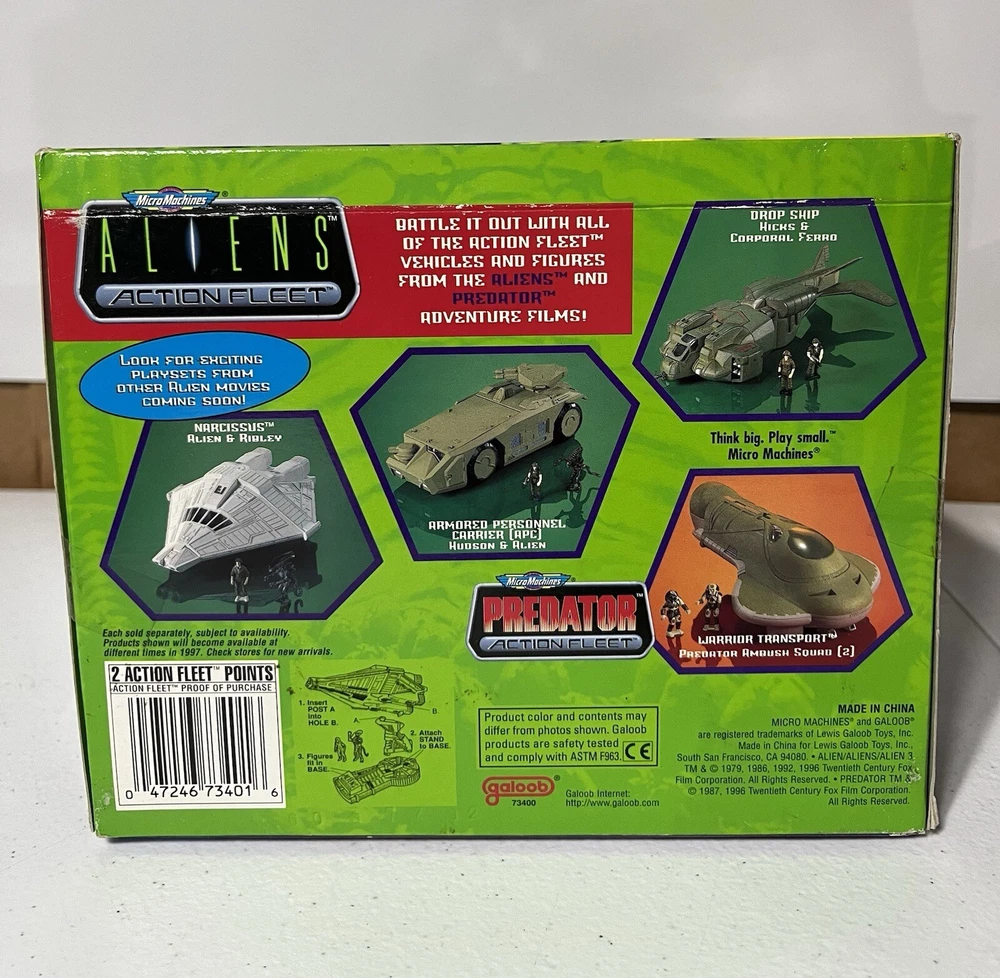 MicroMachines®
ALIENS™
ACTION FLEET™
BATTLE IT OUT WITH ALL
OF THE ACTION FLEET™
VEHICLES AND FIGURES
FROM THE ALIENS™ AND
PREDATOR™
ADVENTURE FILMS!
DROP SHIP
HICKS &
CORPORAL FERRO
LOOK FOR EXCITING
PLAYSETS FROM
OTHER ALIEN MOVIES
COMING SOON!
NARCISSUS™
ALIEN & RIPLEY
ARMORED PERSONNEL
CARRIER (APC)
HUDSON & ALIEN
Think big. Play small.™
Micro Machines®
MicroMachines®
PREDATOR™
ACTION FLEET
WARRIOR TRANSPORT™
PREDATOR AMBUSH SQUAD (2)
Each sold separately, subject to availability.
Products shown will become available at
different times in 1997. Check stores for new arrivals.
2 ACTION FLEET™ POINTS
ACTION FLEET™ PROOF OF PURCHASE
0 47246 73401 6
1. Insert
POST A
into
HOLE B.
A
B.
2. Attach
STAND
to BASE.
3. Figures
fit in
BASE.
Product color and contents may
differ from photos shown. Galoob
products are safety tested
and comply with ASTM F963. CE
galoob®
73400
Galoob Internet:
http://www.galoob.com
MADE IN CHINA
MICRO MACHINES® and GALOOB®
are registered trademarks of Lewis Galoob Toys, Inc.
Made in China for Lewis Galoob Toys, Inc.,
South San Francisco, CA 94080. • ALIEN/ALIENS/ALIEN 3
TM & © 1979, 1986, 1992, 1996 Twentieth Century Fox
Film Corporation. All Rights Reserved. • PREDATOR TM &
© 1987, 1996 Twentieth Century Fox Film Corporation.
All Rights Reserved.